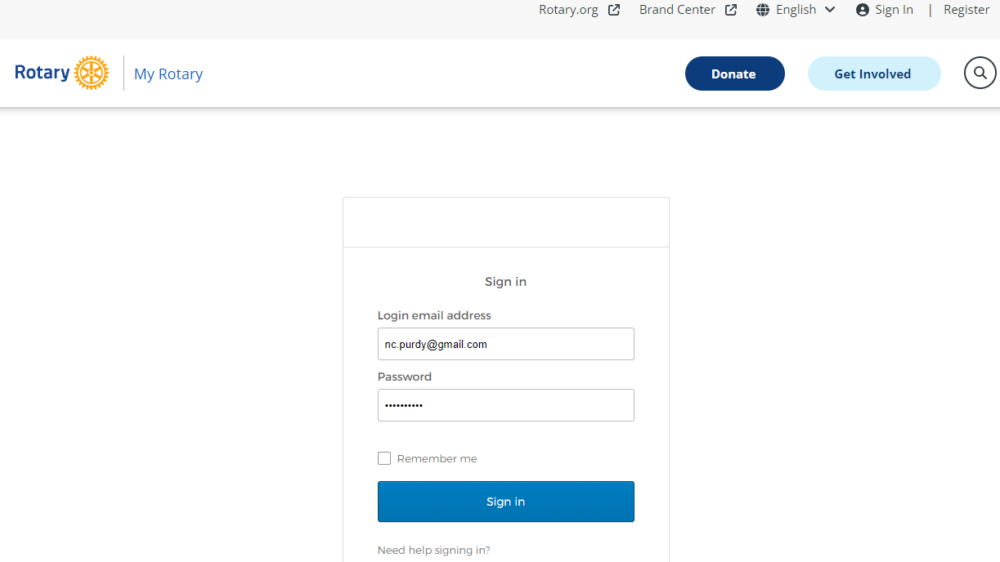 Rotary.org Brand Center English Sign In | Register
Rotary My Rotary Donate Get Involved
Sign in
Login email address
nc.purdy@gmail.com
Password
••••••••••
Remember me
Sign in
Need help signing in?